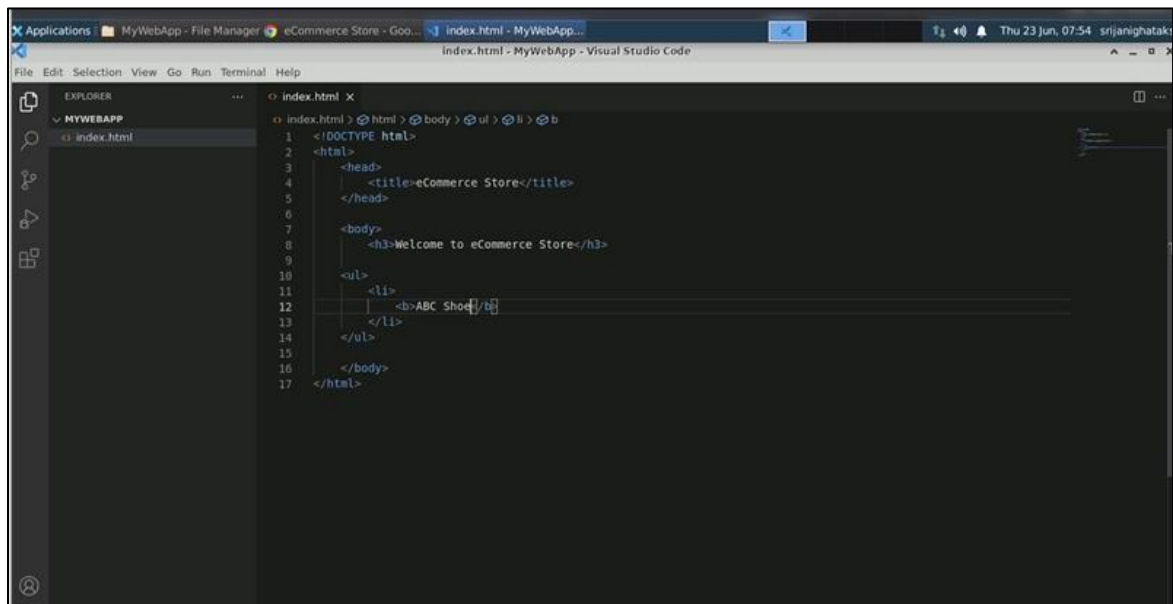 Applications MyWebApp - File Manager eCommerce Store - Goo... index.html - MyWebApp... Thu 23 Jun, 07:54 srijanighatak
index.html - MyWebApp - Visual Studio Code
File Edit Selection View Go Run Terminal Help
EXPLORER ... index.html × ...
MYWEBAPP index.html > html > body > ul > li > b
index.html
1 <!DOCTYPE html>
2 <html>
3 <head>
4 <title>eCommerce Store</title>
5 </head>
6
7 <body>
8 <h3>Welcome to eCommerce Store</h3>
9
10 <ul>
11 <li>
12 <b>ABC Shoe</b>
13 </li>
14 </ul>
15
16 </body>
17 </html>